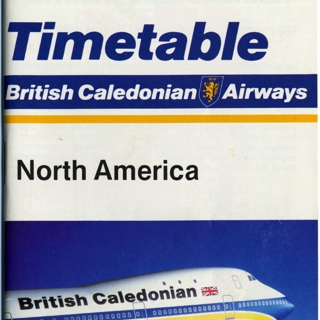 Timetable
British Caledonian Airways
North America
British Caledonian